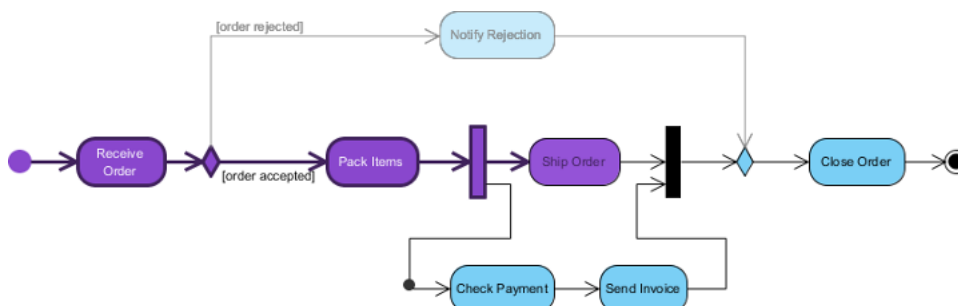 [order rejected]
Notify Rejection
Receive
Order
[order accepted]
Pack Items
Ship Order
Close Order
Check Payment
Send Invoice